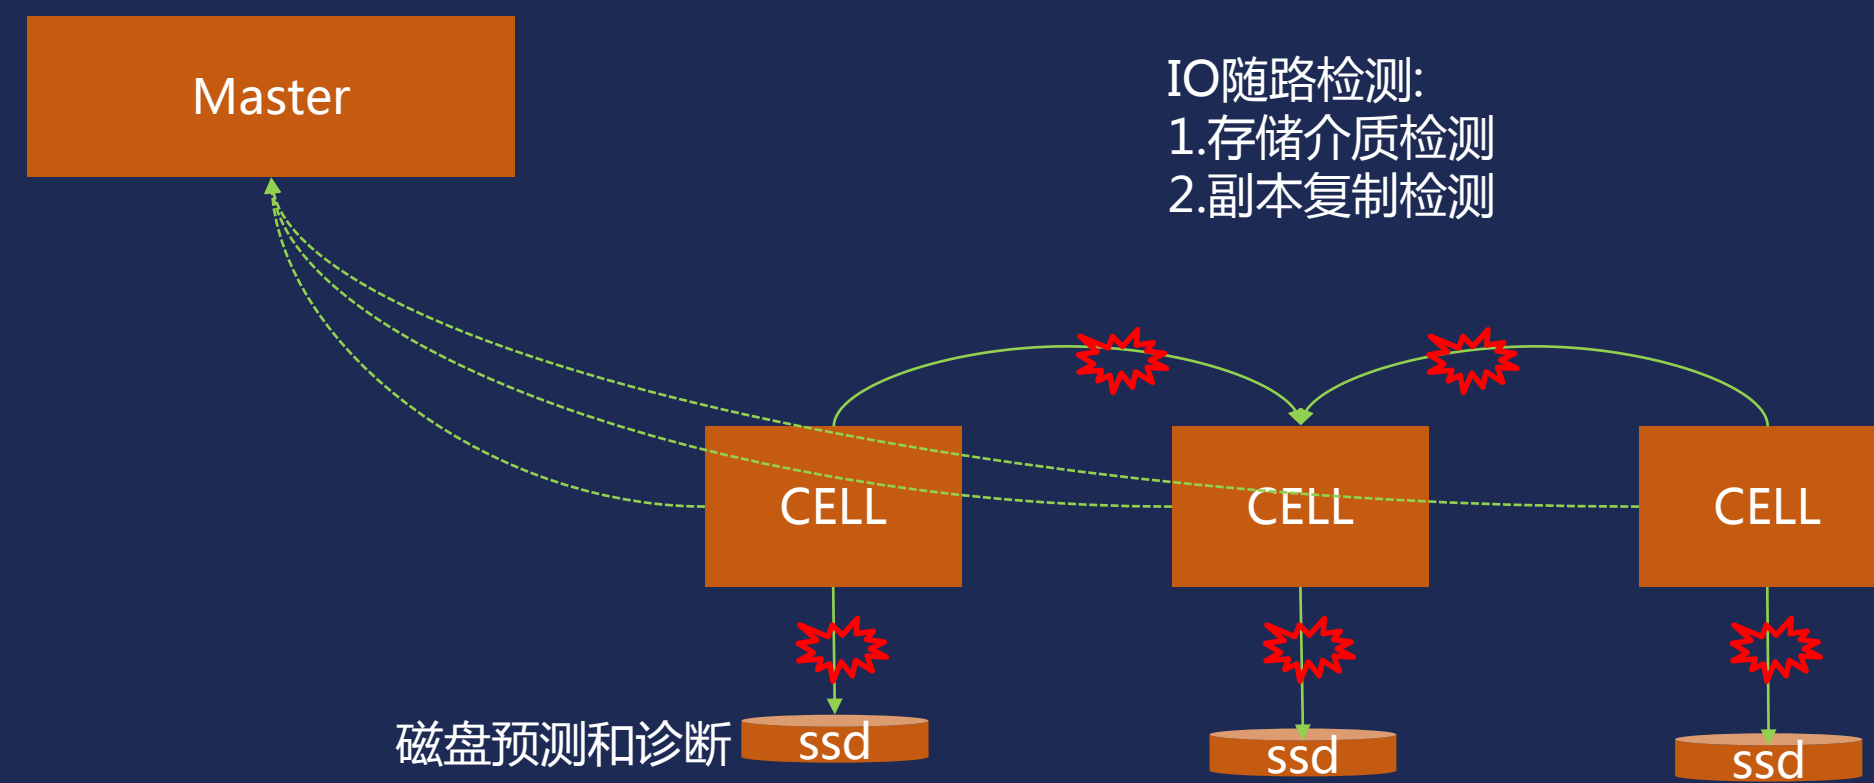 Master
IO随路检测:
1.存储介质检测
2.副本复制检测
CELL
CELL
CELL
磁盘预测和诊断
ssd
ssd
ssd